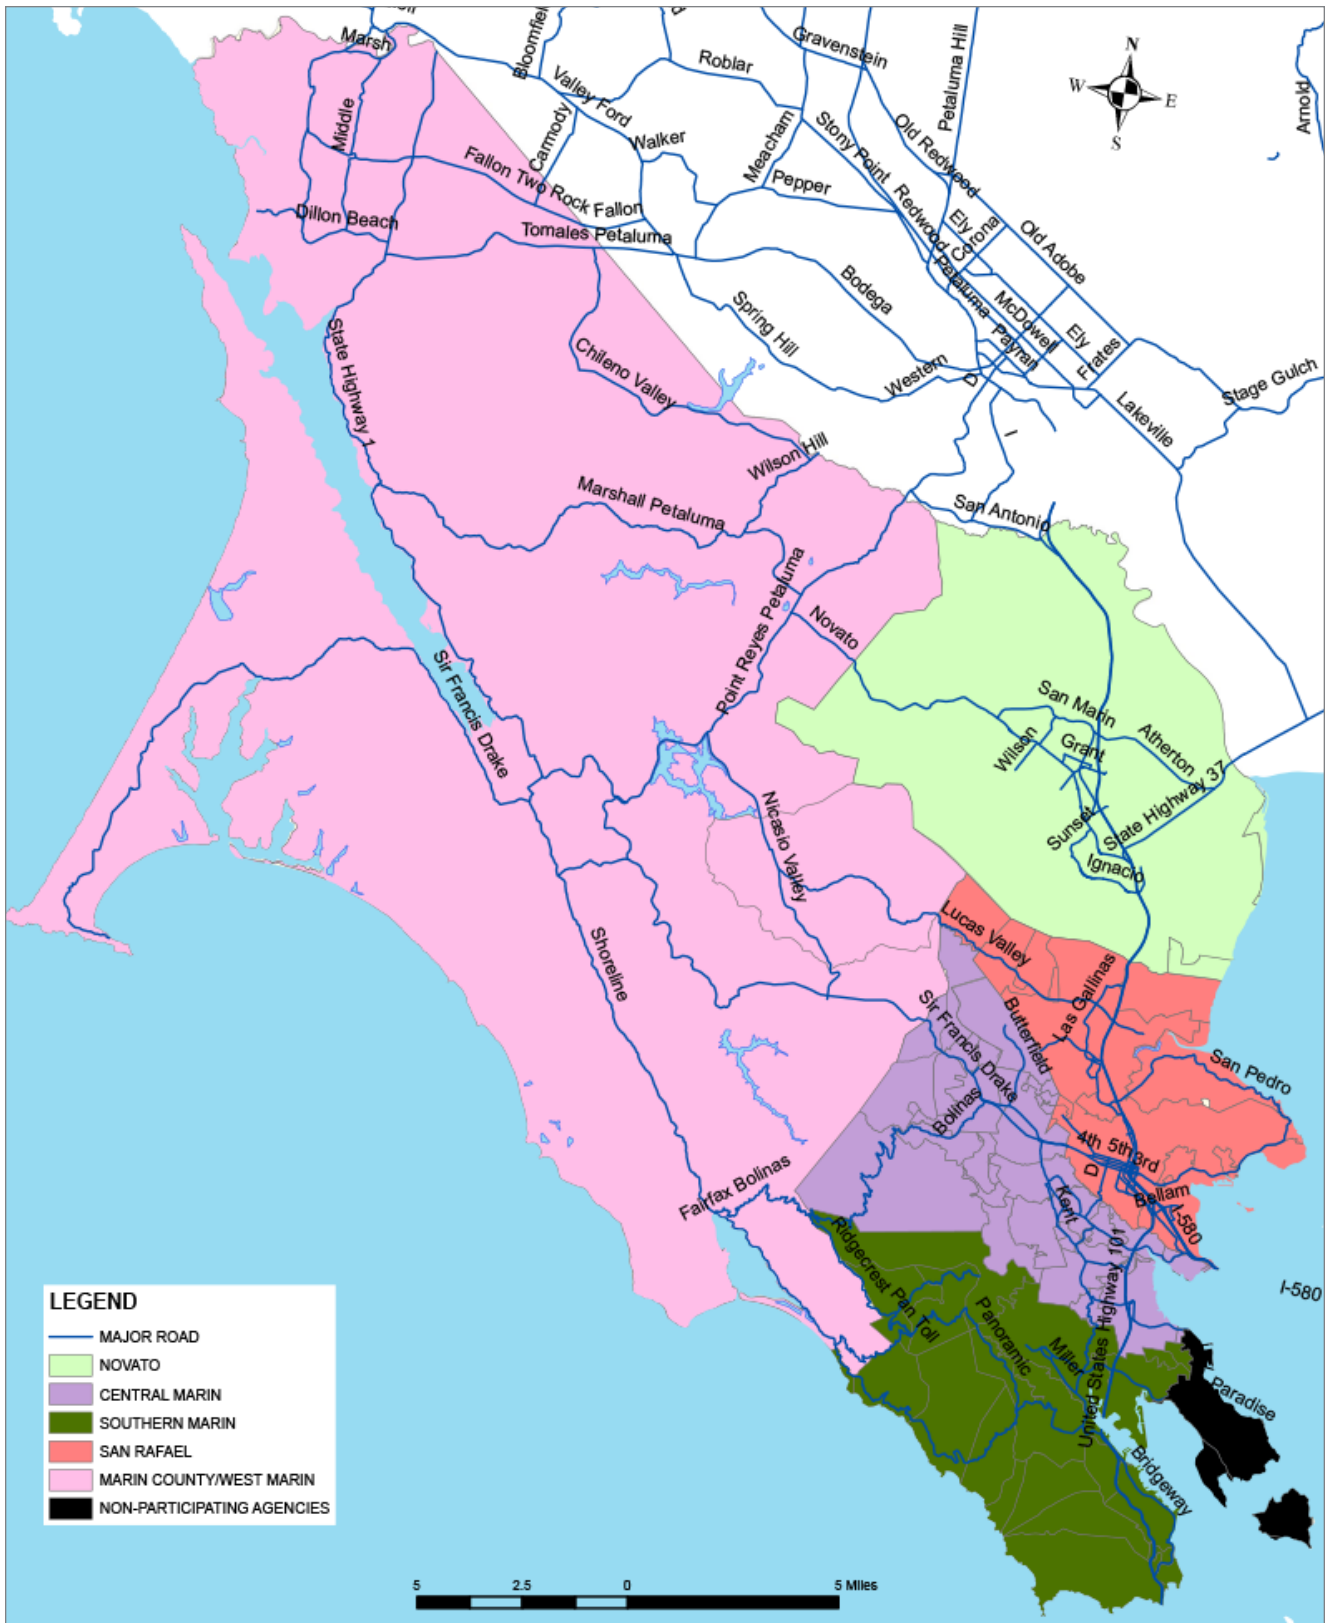 Marsh
Bloomfield
Gravenstein
Petaluma Hill
Roblar
Valley Ford
N
W
E
S
Arnold
Middle
Carmody
Walker
Meacham
Stony Point
Old Redwood
Fallon Two Rock Fallon
Pepper
Redwood
Ely
Corona
Dillon Beach
Tomales Petaluma
Old Adobe
Bodega
Petaluma
McDowell
Ely
Spring Hill
Payran
Frates
State Highway 1
Chileno Valley
Western
D
Lakeville
Stage Gulch
I
Wilson Hill
Marshall Petaluma
San Antonio
Point Reyes Petaluma
Novato
Sir Francis Drake
San Marin
Atherton
Wilson
Grant
State Highway 37
Nicasio Valley
Sunset
Ignacio
Lucas Valley
Shoreline
Las Gallinas
Sir Francis Drake
Butterfield
San Pedro
Bolinas
4th 5th3rd
D
Fairfax Bolinas
Kent
Bellam
I-580
Ridgecrest Pan Toll
I-580
Panoramic
Miller
United States Highway 101
Paradise
Bridgeway
LEGEND
MAJOR ROAD
NOVATO
CENTRAL MARIN
SOUTHERN MARIN
SAN RAFAEL
MARIN COUNTY/WEST MARIN
NON-PARTICIPATING AGENCIES
5 2.5 0 5 Miles